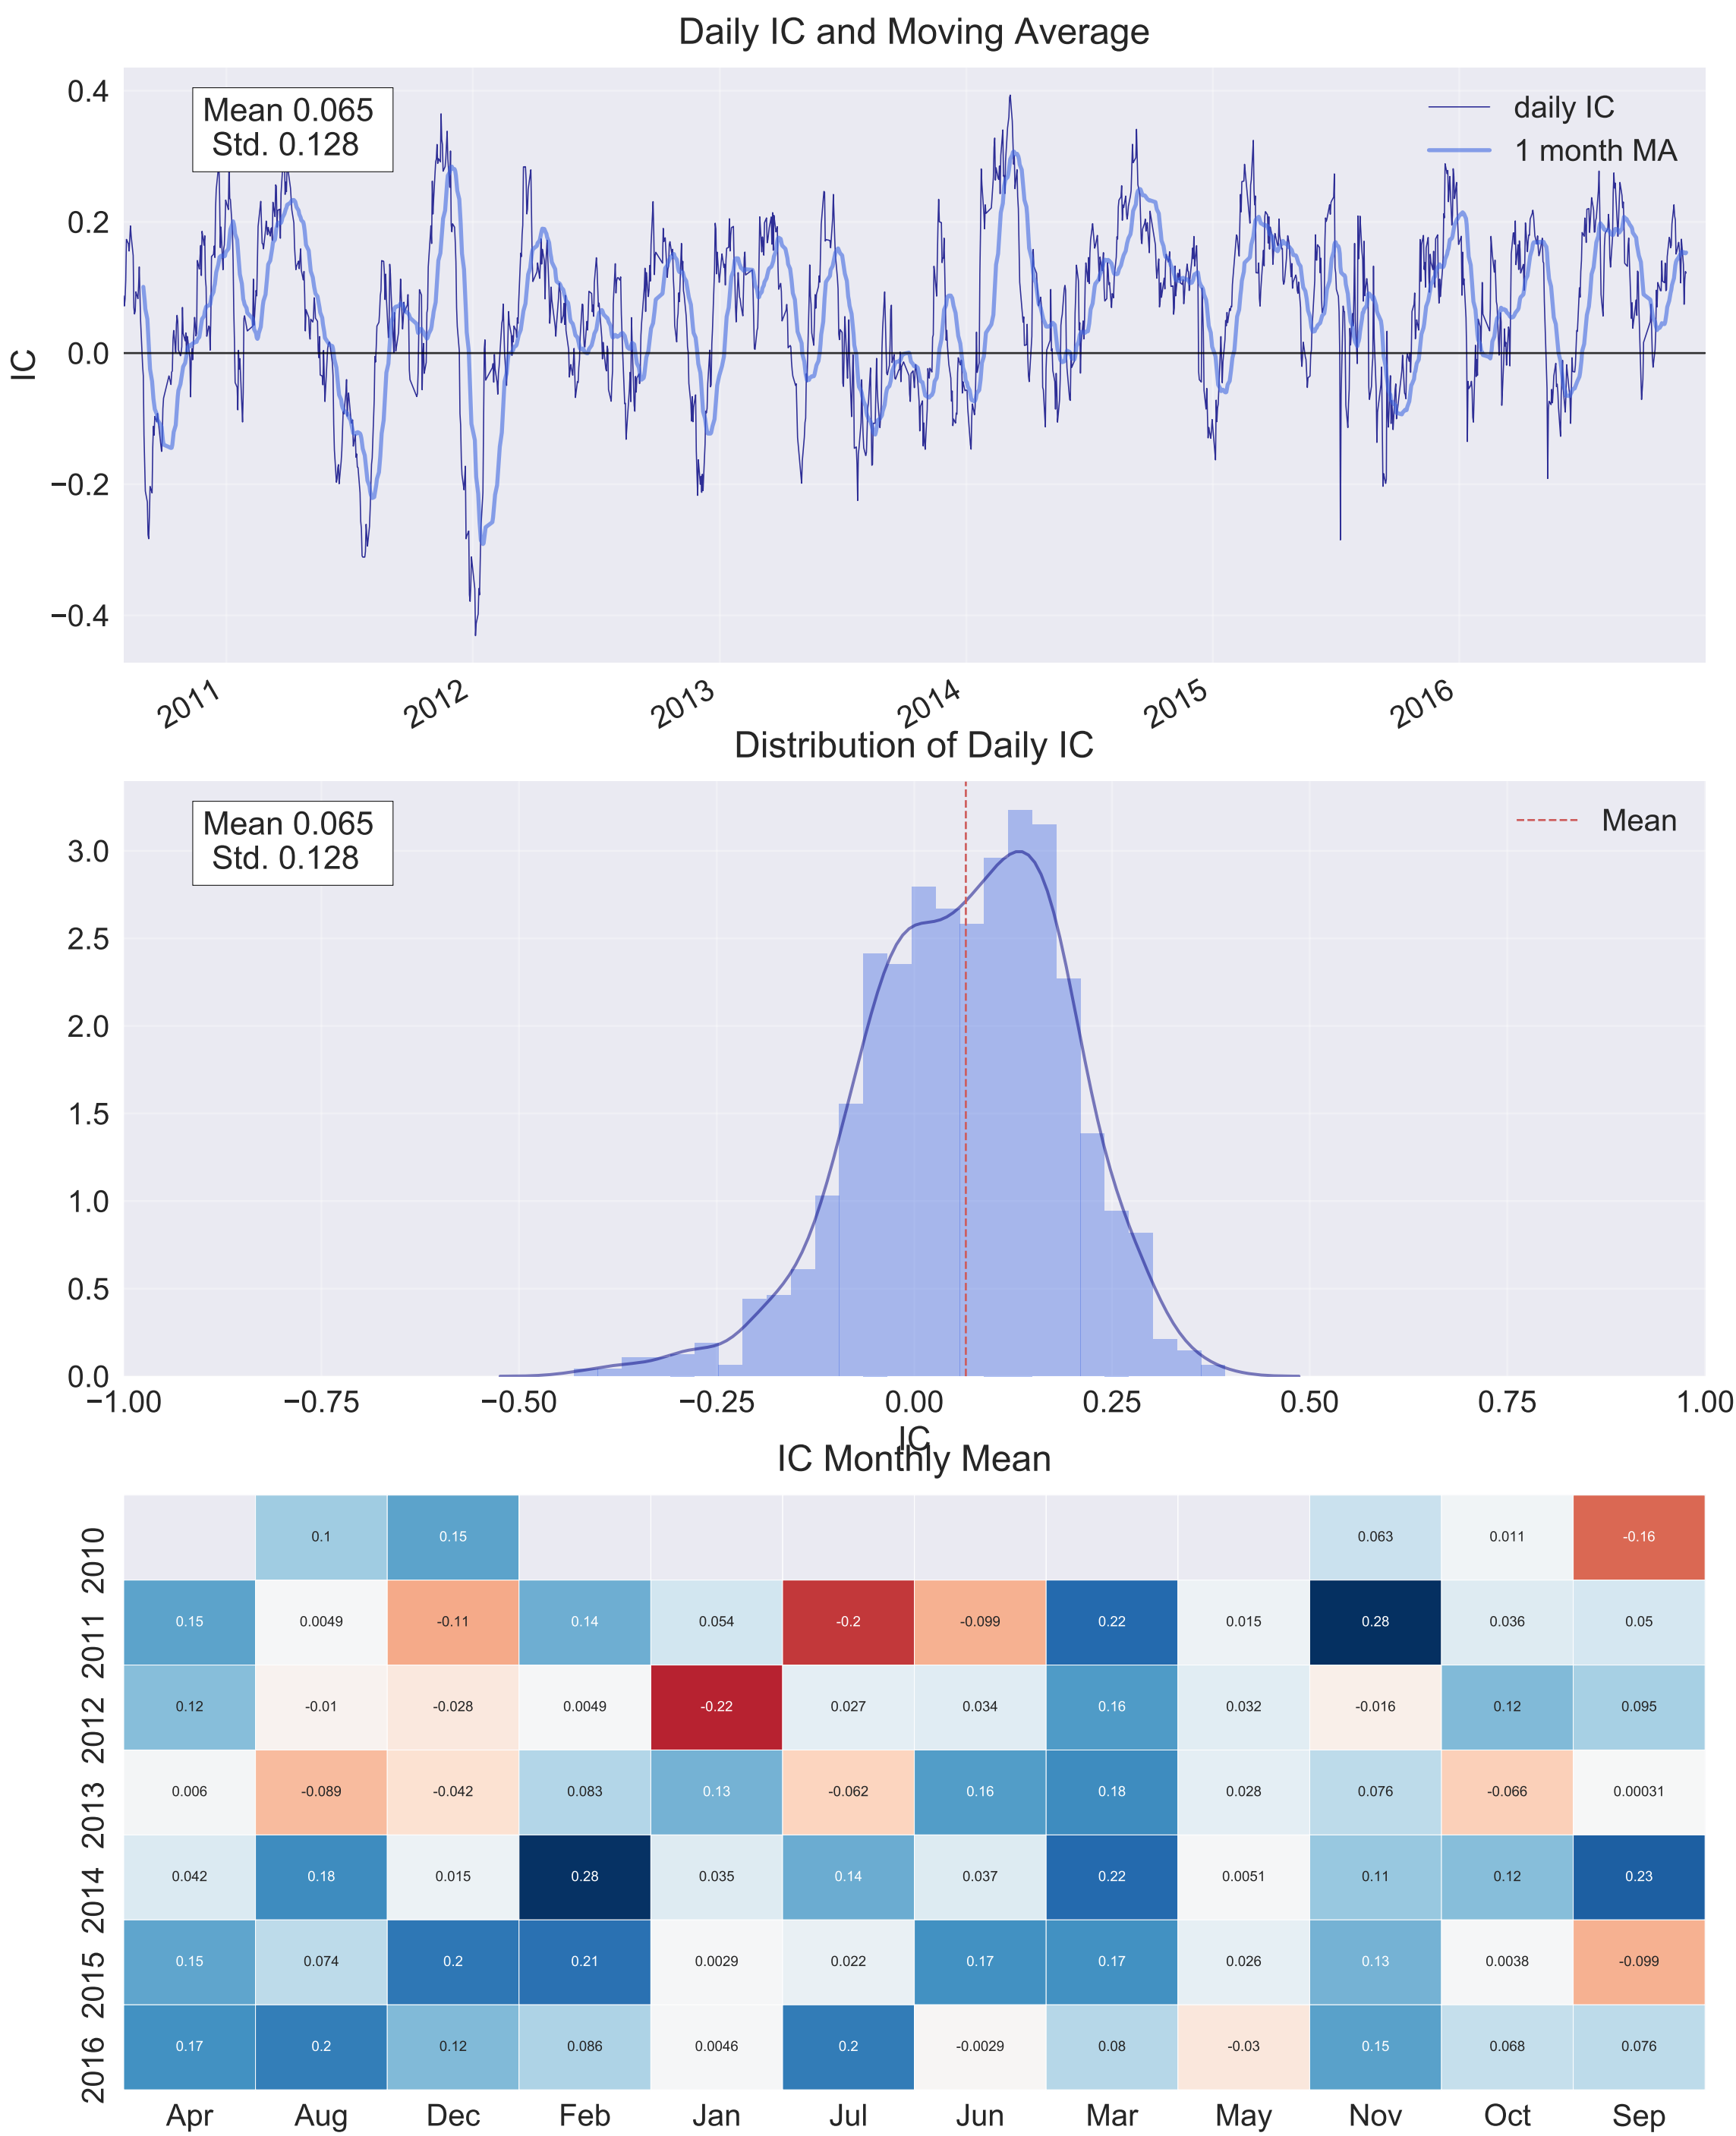 Daily IC and Moving Average
0.4
0.2
0.0
−0.2
−0.4
IC
Mean 0.065
Std. 0.128
daily IC
1 month MA
2011 2012 2013 2014 2015 2016
Distribution of Daily IC
Mean 0.065
Std. 0.128
Mean
3.0
2.5
2.0
1.5
1.0
0.5
0.0
−1.00 −0.75 −0.50 −0.25 0.00 0.25 0.50 0.75 1.00
IC
IC Monthly Mean
2010 0.1 0.15 0.063 0.011 -0.16
2011 0.15 0.0049 -0.11 0.14 0.054 -0.2 -0.099 0.22 0.015 0.28 0.036 0.05
2012 0.12 -0.01 -0.028 0.0049 -0.22 0.027 0.034 0.16 0.032 -0.016 0.12 0.095
2013 0.006 -0.089 -0.042 0.083 0.13 -0.062 0.16 0.18 0.028 0.076 -0.066 0.00031
2014 0.042 0.18 0.015 0.28 0.035 0.14 0.037 0.22 0.0051 0.11 0.12 0.23
2015 0.15 0.074 0.2 0.21 0.0029 0.022 0.17 0.17 0.026 0.13 0.0038 -0.099
2016 0.17 0.2 0.12 0.086 0.0046 0.2 -0.0029 0.08 -0.03 0.15 0.068 0.076
Apr Aug Dec Feb Jan Jul Jun Mar May Nov Oct Sep